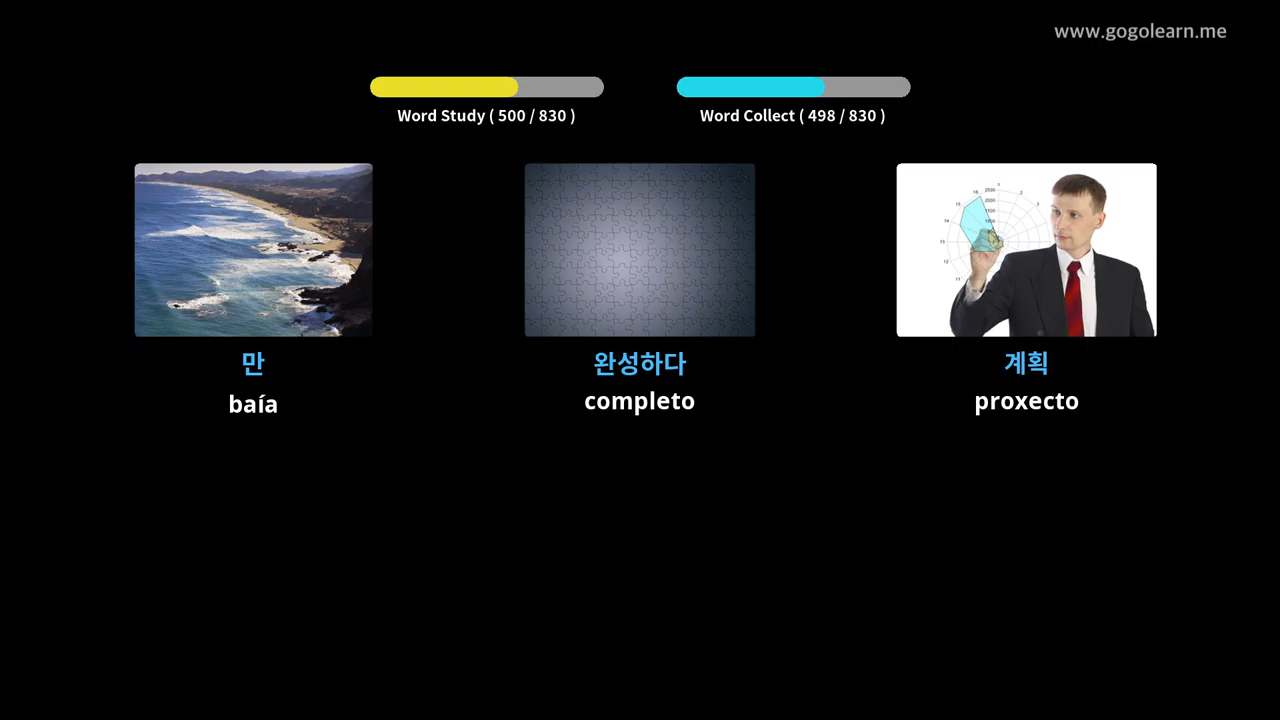 www.gogolearn.me
Word Study ( 500 / 830 )
Word Collect ( 498 / 830 )
만
baía
완성하다
completo
계획
proxecto